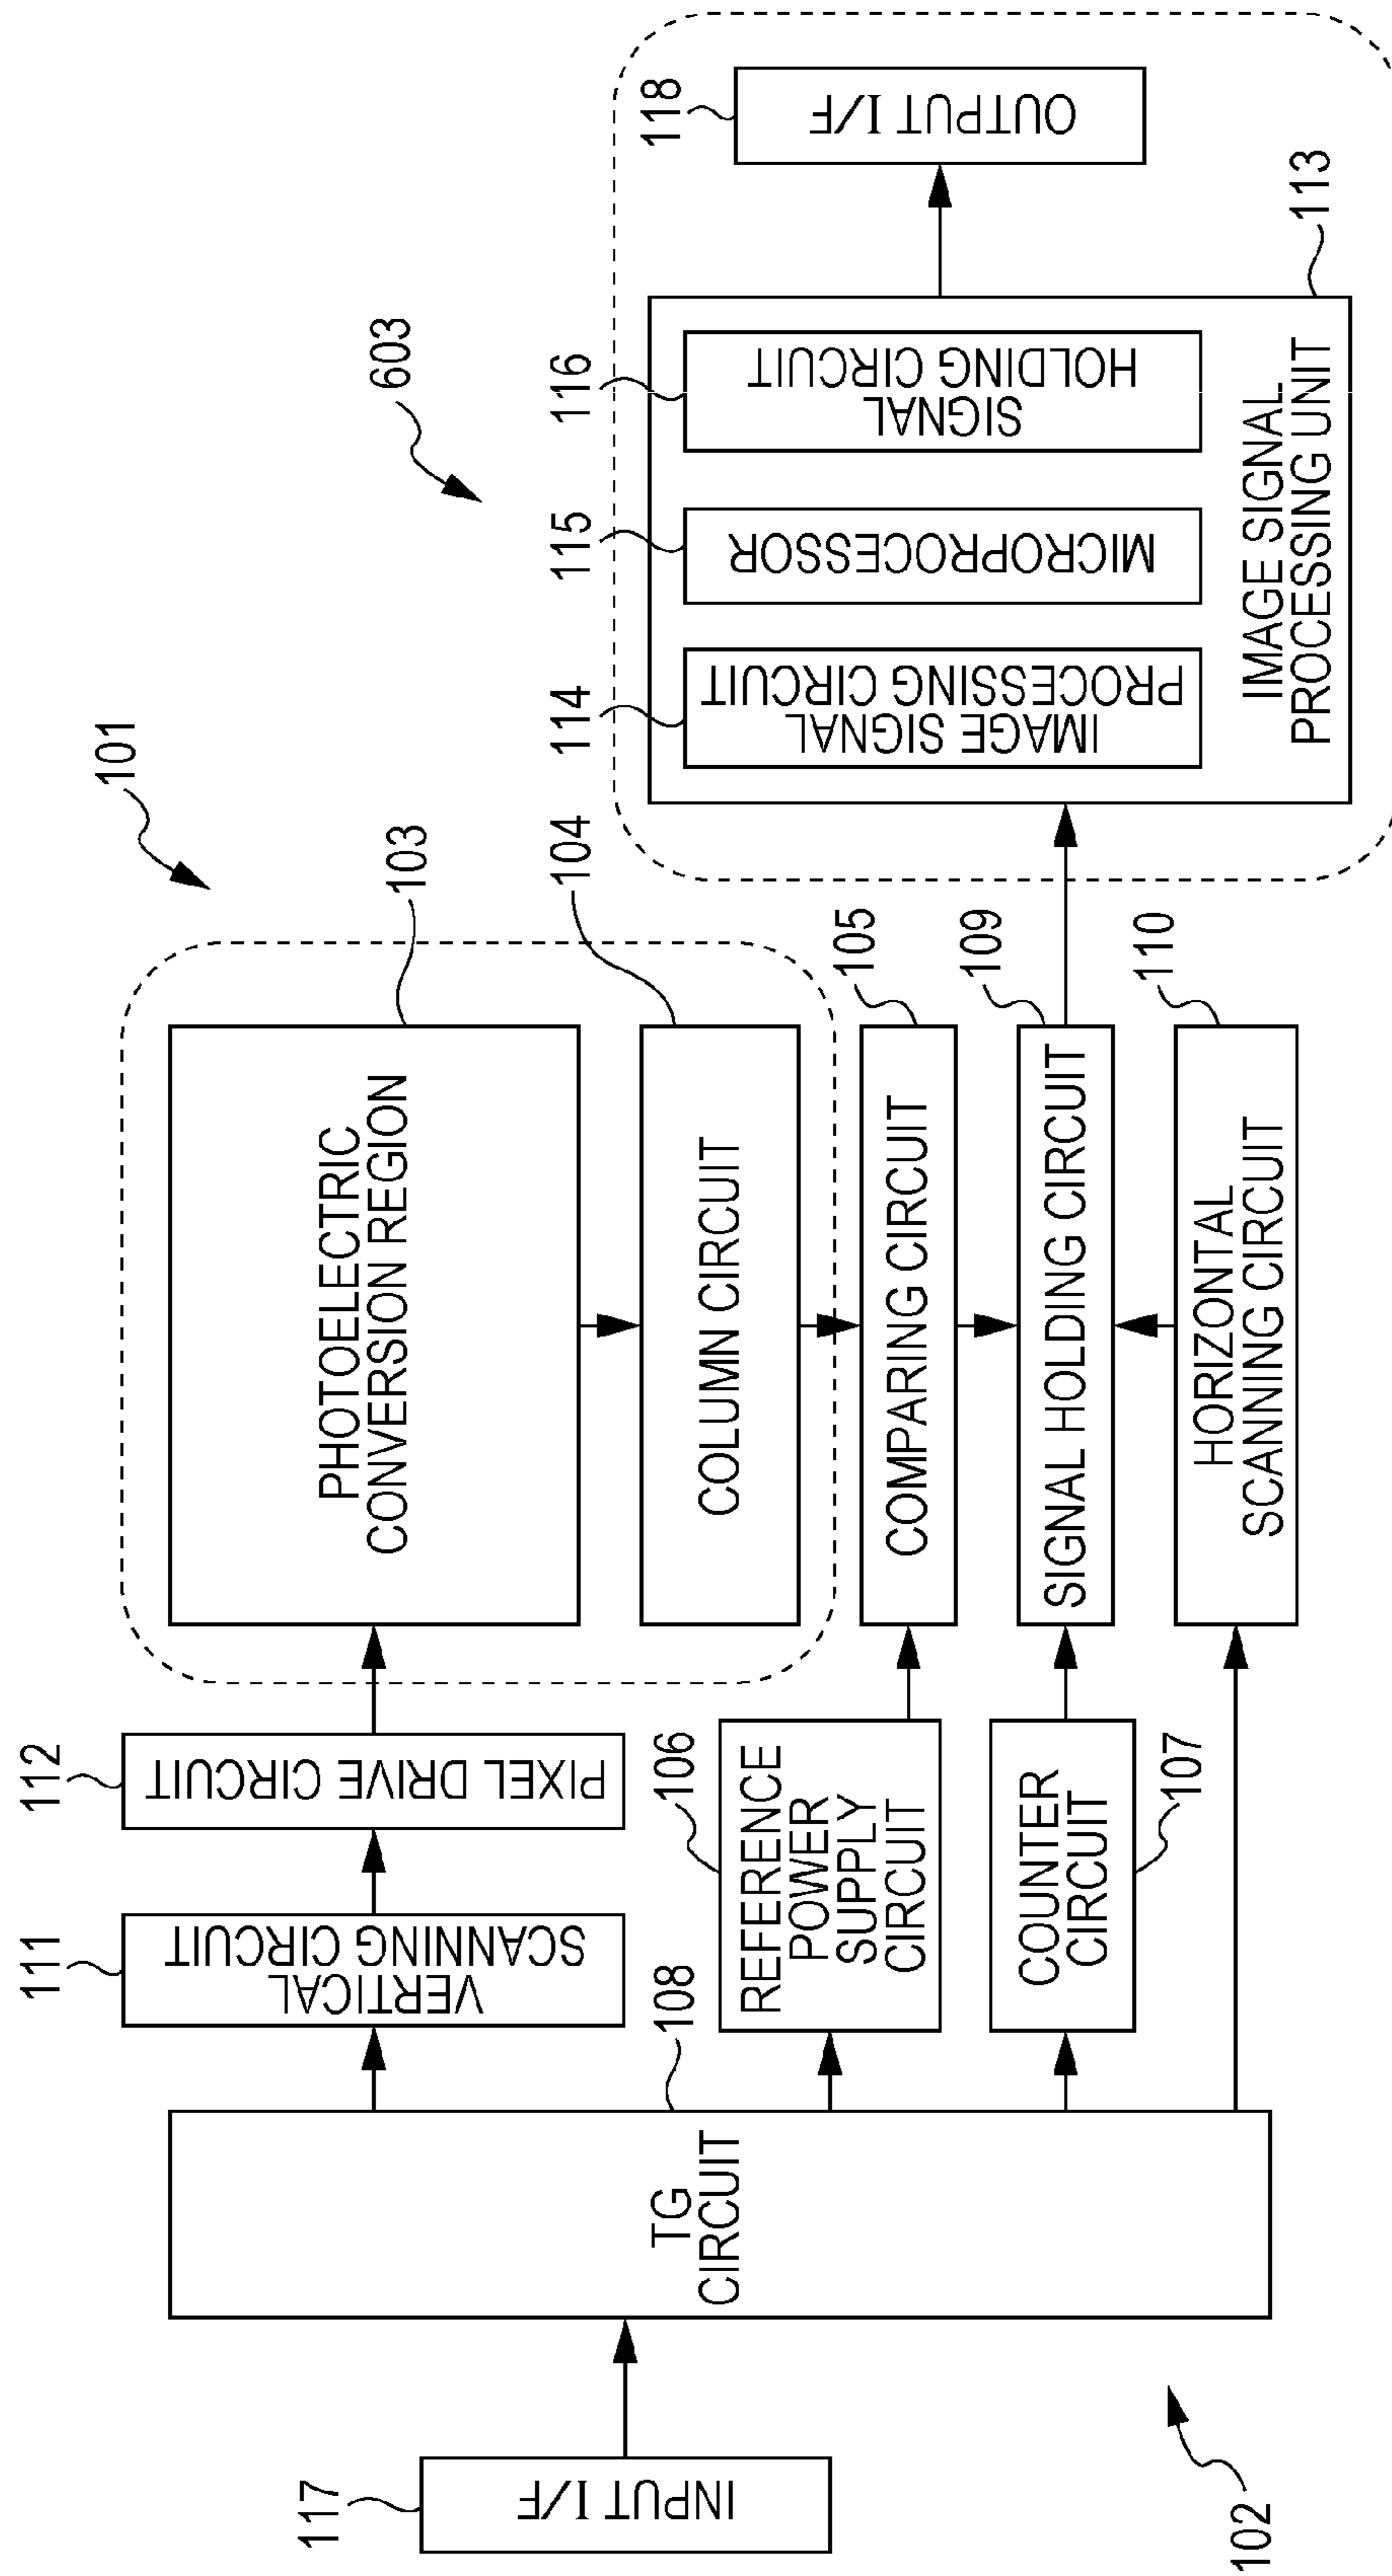 101
603
112
PIXEL DRIVE CIRCUIT
111
VERTICAL
SCANNING CIRCUIT
117
INPUT I/F
TG
CIRCUIT
108
PHOTOELECTRIC
CONVERSION REGION
103
COLUMN CIRCUIT
104
REFERENCE
POWER
SUPPLY
CIRCUIT
106
COMPARING CIRCUIT
105
COUNTER
CIRCUIT
107
SIGNAL HOLDING CIRCUIT
109
HORIZONTAL
SCANNING CIRCUIT
110
102
114
IMAGE SIGNAL
PROCESSING CIRCUIT
115
MICROPROCESSOR
116
SIGNAL
HOLDING CIRCUIT
IMAGE SIGNAL
PROCESSING UNIT
113
118
OUTPUT I/F